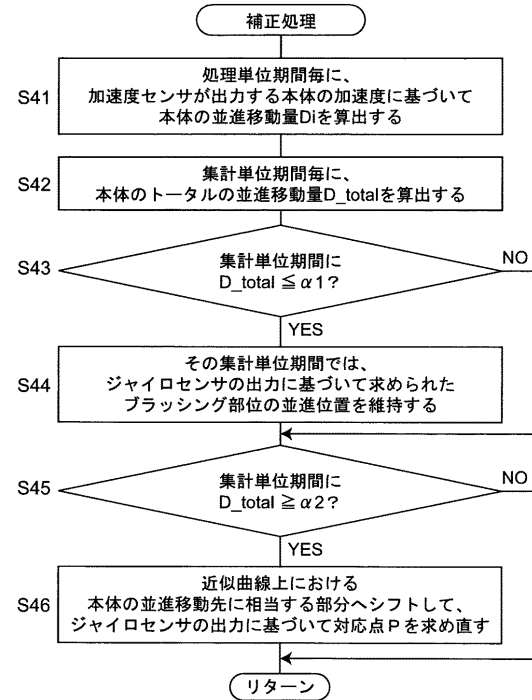 補正処理
S41
処理単位期間毎に、
加速度センサが出力する本体の加速度に基づいて
本体の並進移動量Diを算出する
S42
集計単位期間毎に、
本体のトータルの並進移動量D_totalを算出する
S43
集計単位期間に
D_total ≦ α1?
NO
YES
S44
その集計単位期間では、
ジャイロセンサの出力に基づいて求められた
ブラッシング部位の並進位置を維持する
S45
集計単位期間に
D_total ≧ α2?
NO
YES
S46
近似曲線上における
本体の並進移動先に相当する部分へシフトして、
ジャイロセンサの出力に基づいて対応点Pを求め直す
リターン